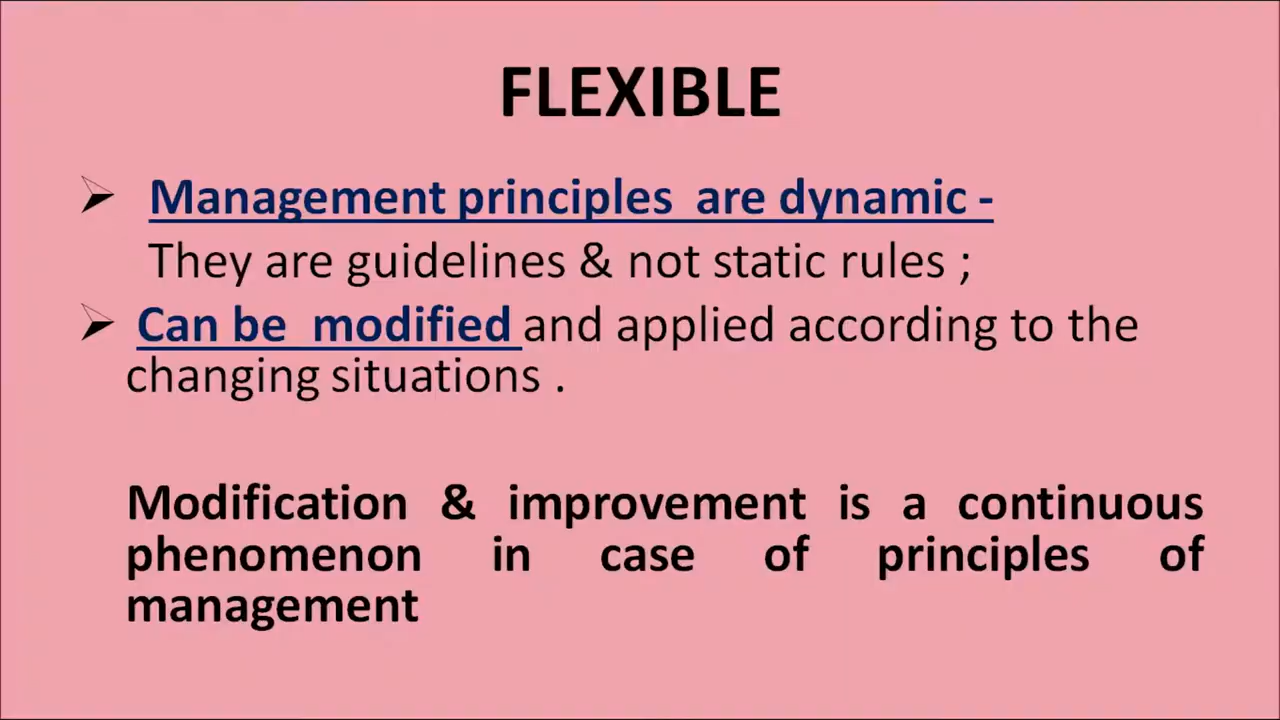 FLEXIBLE
➢ Management principles are dynamic -
They are guidelines & not static rules ;
➢ Can be modified and applied according to the
changing situations .
Modification & improvement is a continuous
phenomenon in case of principles of
management